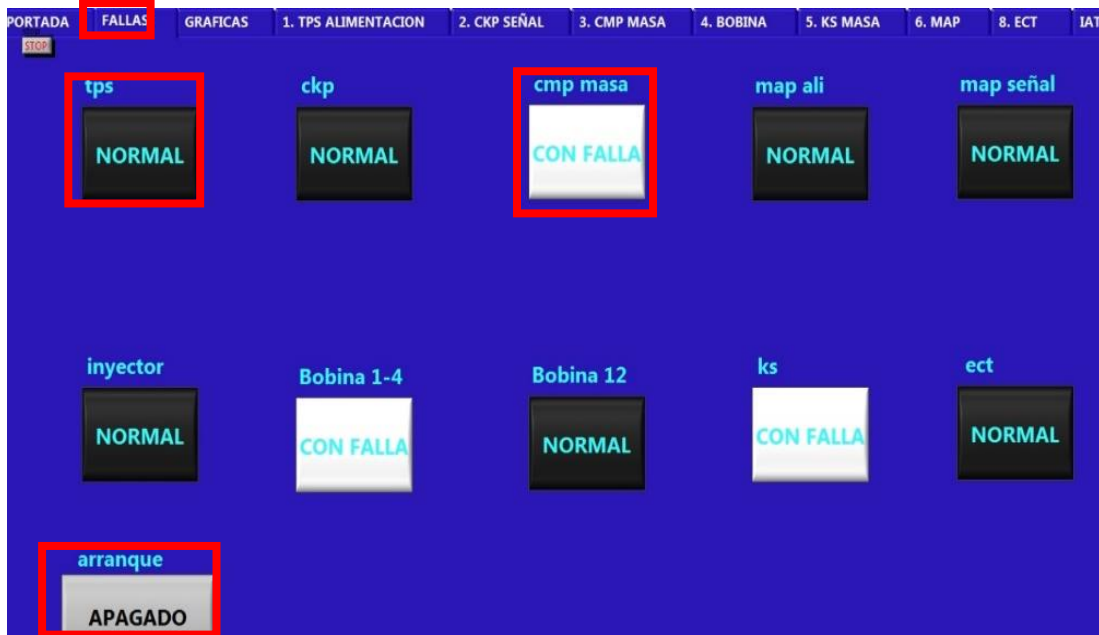 PORTADA FALLAS GRAFICAS 1. TPS ALIMENTACION 2. CKP SEÑAL 3. CMP MASA 4. BOBINA 5. KS MASA 6. MAP 8. ECT IAT
STOP
tps ckp cmp masa map ali map señal
NORMAL NORMAL CON FALLA NORMAL NORMAL
inyector Bobina 1-4 Bobina 12 ks ect
NORMAL CON FALLA NORMAL CON FALLA NORMAL
arranque
APAGADO